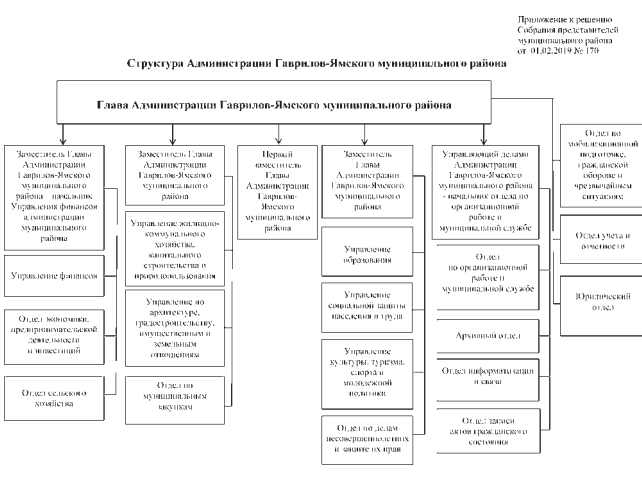 Приложение к решению
Собрания представителей
муниципального района
от 01.02.2019 № 170
Структура Администрации Гаврилов-Ямского муниципального района
Глава Администрации Гаврилов-Ямского муниципального района
Заместитель Главы
Администрации
Гаврилов-Ямского
муниципального
района – начальник
Управления финансов
администрации
муниципального
района
Управление финансов
Отдел экономики,
предпринимательской
деятельности
и инвестиций
Отдел сельского
хозяйства
Заместитель Главы
Администрации
Гаврилов-Ямского
муниципального
района
Управление жилищно-
коммунального
хозяйства,
капитального
строительства и
природопользования
Управление по
архитектуре,
градостроительству,
имущественным и
земельным
отношениям
Отдел по
муниципальным
закупкам
Первый
заместитель
Главы
Администрации
Гаврилов-
Ямского
муниципального
района
Заместитель
Главы
Администрации
Гаврилов-Ямского
муниципального
района
Управление
образования
Управление
социальной защиты
населения и труда
Управление
культуры, туризма,
спорта и
молодежной
политики
Отдел по делам
несовершеннолетних
и защите их прав
Управляющий делами
Администрации
Гаврилов-Ямского
муниципального района
- начальник отдела по
организационной
работе и
муниципальной службе
Отдел
по организационной
работе и
муниципальной службе
Архивный отдел
Отдел информатизации
и связи
Отдел записи
актов гражданского
состояния
Отдел по
мобилизационной
подготовке,
гражданской
обороне и
чрезвычайным
ситуациям
Отдел учета и
отчетности
Юридический
отдел